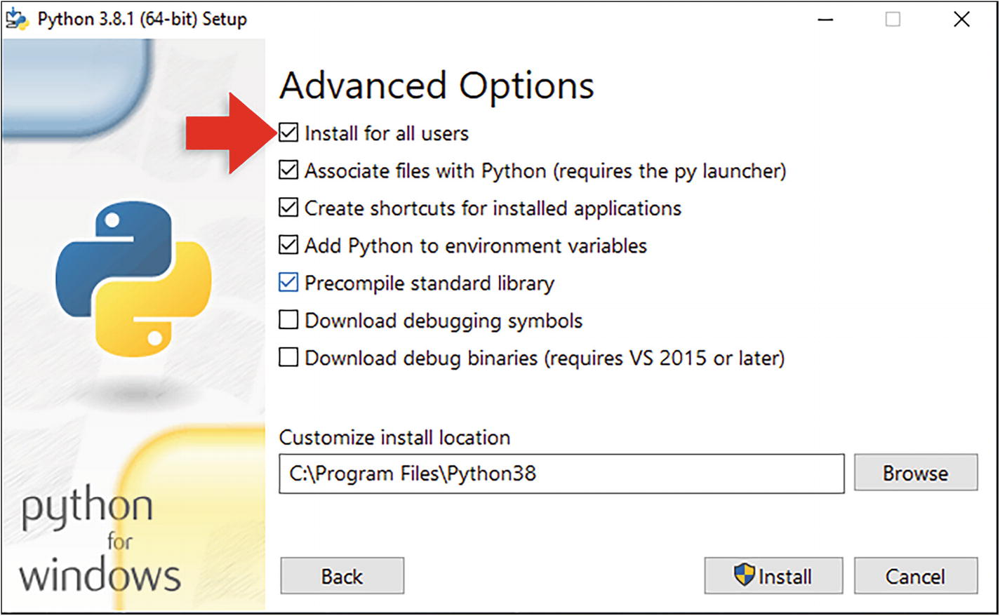 Python 3.8.1 (64-bit) Setup
Advanced Options
Install for all users
Associate files with Python (requires the py launcher)
Create shortcuts for installed applications
Add Python to environment variables
Precompile standard library
Download debugging symbols
Download debug binaries (requires VS 2015 or later)
Customize install location
C:\Program Files\Python38
Browse
python
for
windows
Back
Install
Cancel